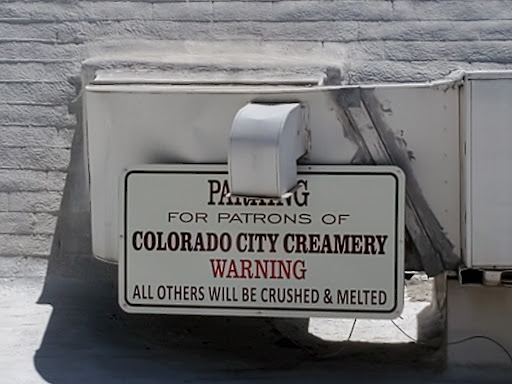 PARKING
FOR PATRONS OF
COLORADO CITY CREAMERY
WARNING
ALL OTHERS WILL BE CRUSHED & MELTED